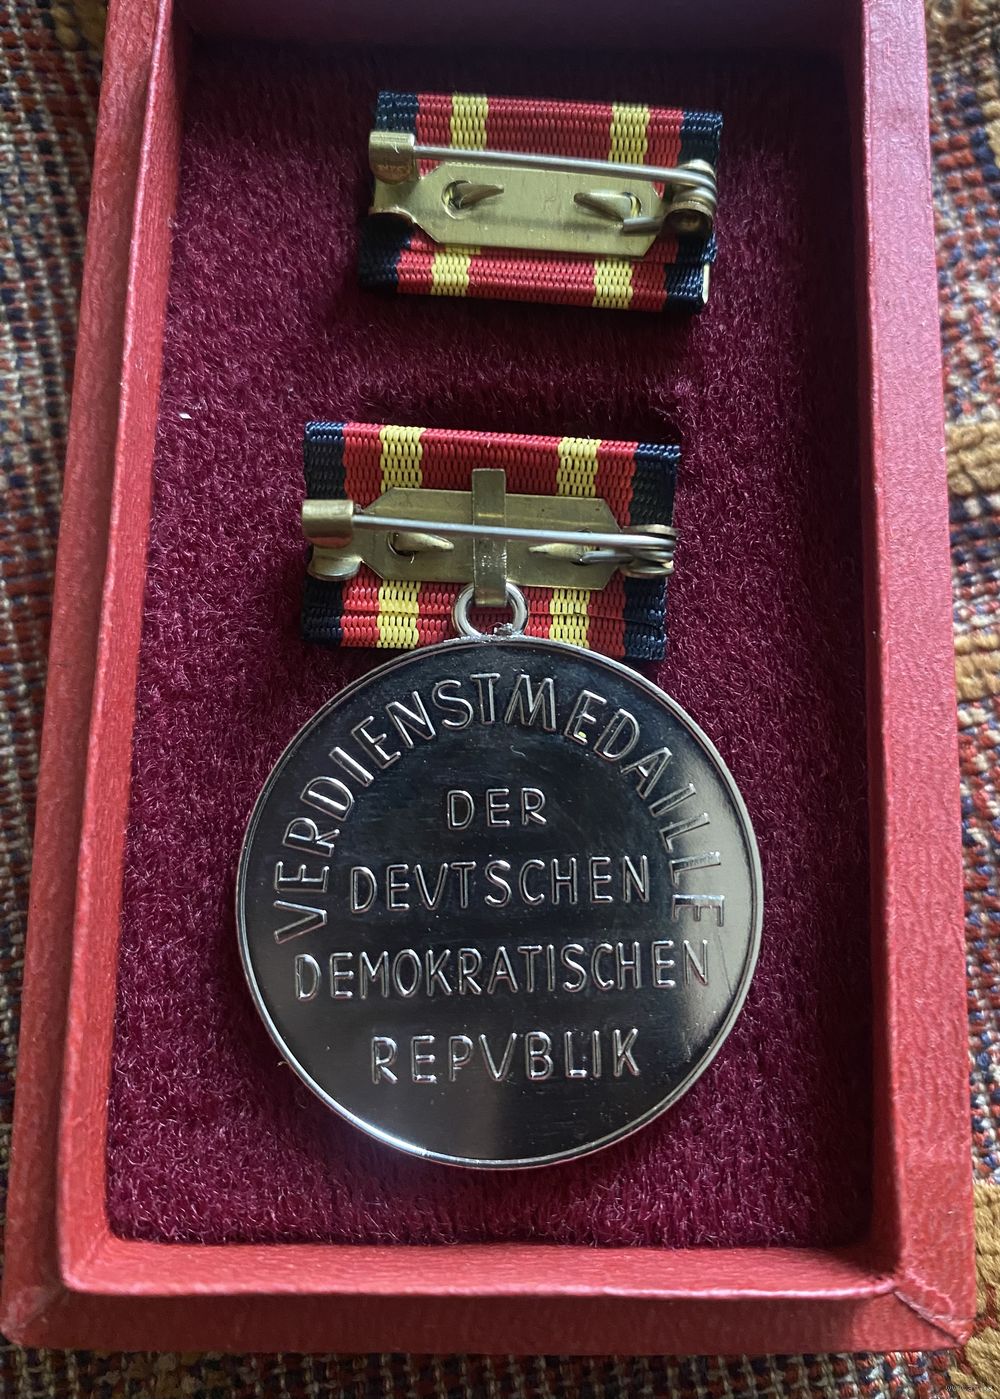 VERDIENSTMEDAILLE
DER
DEVTSCHEN
DEMOKRATISCHEN
REPVBLIK